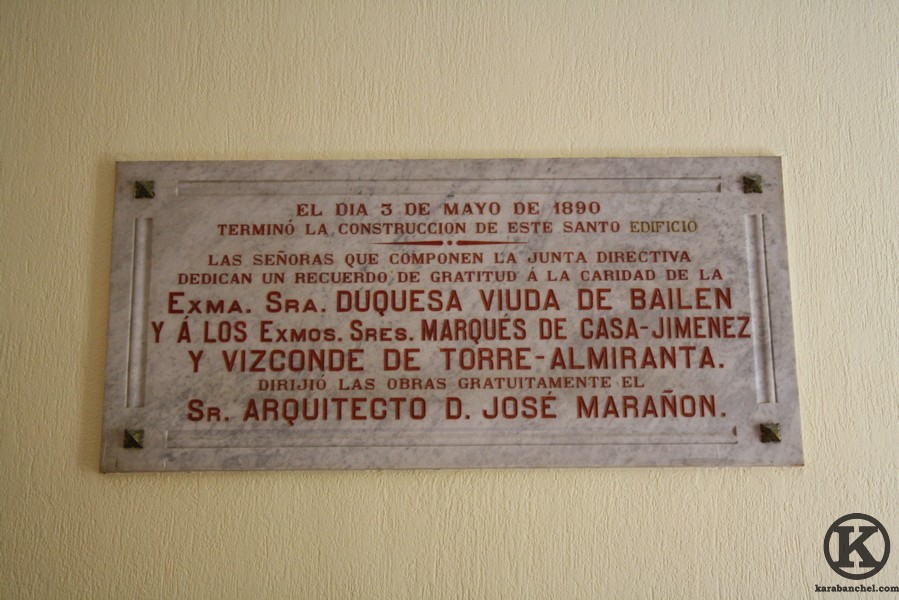 EL DIA 3 DE MAYO DE 1890
TERMINÓ LA CONSTRUCCION DE ESTE SANTO EDIFICIO
LAS SEÑORAS QUE COMPONEN LA JUNTA DIRECTIVA
DEDICAN UN RECUERDO DE GRATITUD Á LA CARIDAD DE LA
EXMA. SRA. DUQUESA VIUDA DE BAILEN
Y Á LOS EXMOS. SRES. MARQUÉS DE CASA-JIMENEZ
Y VIZCONDE DE TORRE-ALMIRANTA.
DIRIJIÓ LAS OBRAS GRATUITAMENTE EL
SR. ARQUITECTO D. JOSÉ MARAÑON.
K
karabanchel.com